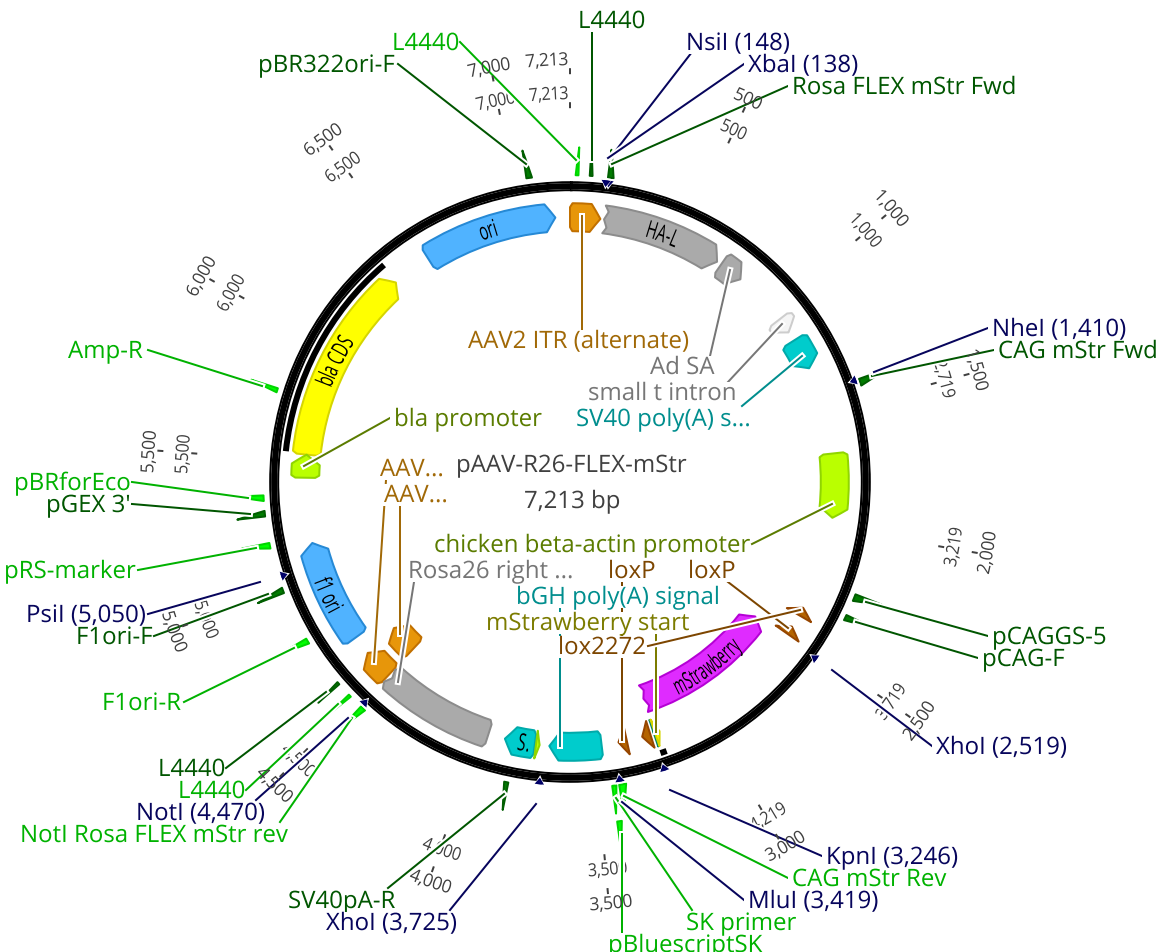 L4440
L4440
NsiI (148)
pBR322ori-F
7,000
7,213
XbaI (138)
Rosa FLEX mStr Fwd
7,213
500
500
6,500
6,500
1,000
1,000
ori
HA-L
6,000
6,000
NheI (1,410)
AAV2 ITR (alternate)
Amp-R
CAG mStr Fwd
Ad SA
bla CDS
small t intron
2,719
bla promoter
SV40 poly(A) s...
5,500
5,500
AAV...
pAAV-R26-FLEX-mStr
pBRforEco
AAV...
7,213 bp
pGEX 3'
chicken beta-actin promoter
3,219
2,000
pRS-marker
Rosa26 right ...
loxP
loxP
f1 ori
bGH poly(A) signal
PsiI (5,050)
mStrawberry start
F1ori-F
5,000
pCAGGS-5
lox2272
pCAG-F
mStrawberry
F1ori-R
2,500
XhoI (2,519)
S.
L4440
L4440
4,500
NotI (4,470)
NotI Rosa FLEX mStr rev
3,000
KpnI (3,246)
4,000
CAG mStr Rev
SV40pA-R
3,500
MluI (3,419)
XhoI (3,725)
SK primer
pBluescriptSK